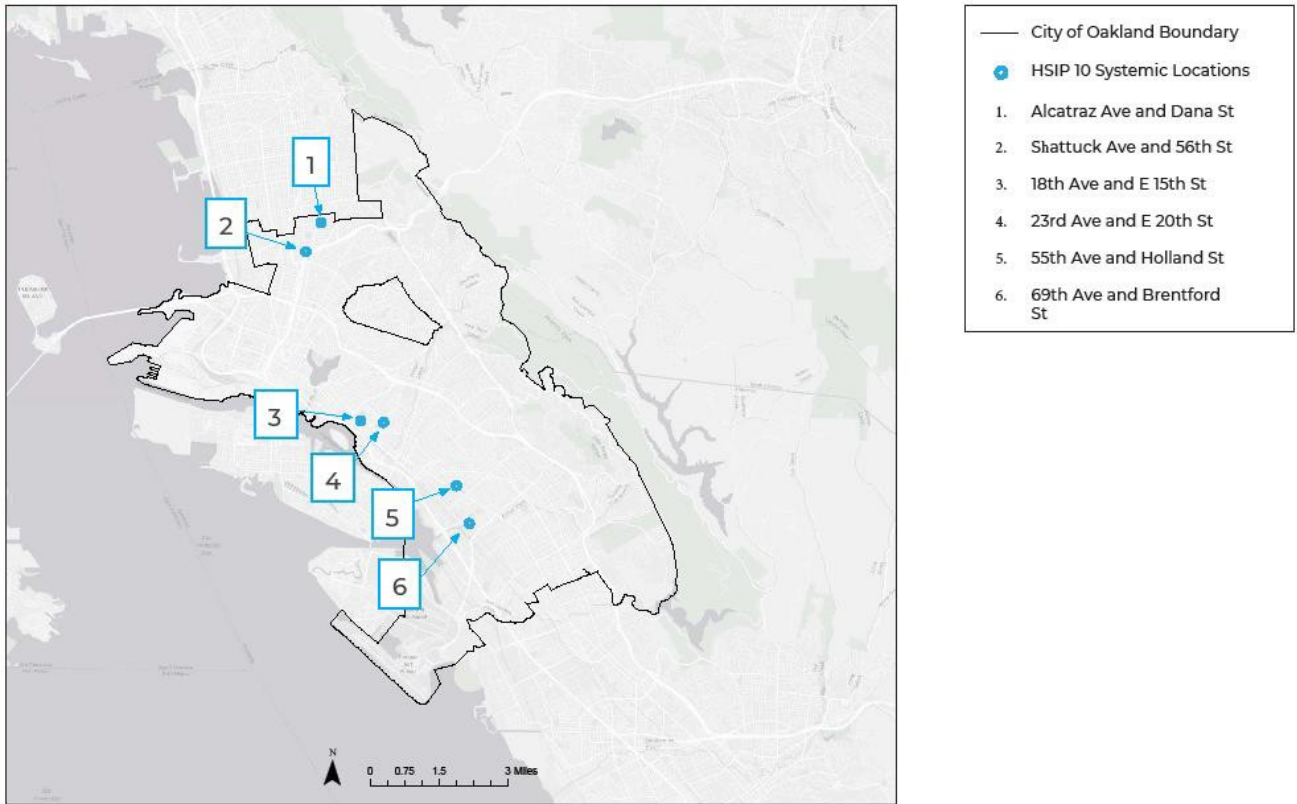 1
2
3
4
5
6
N
0 0.75 1.5 3 Miles
City of Oakland Boundary
HSIP 10 Systemic Locations
1. Alcatraz Ave and Dana St
2. Shattuck Ave and 56th St
3. 18th Ave and E 15th St
4. 23rd Ave and E 20th St
5. 55th Ave and Holland St
6. 69th Ave and Brentford
St